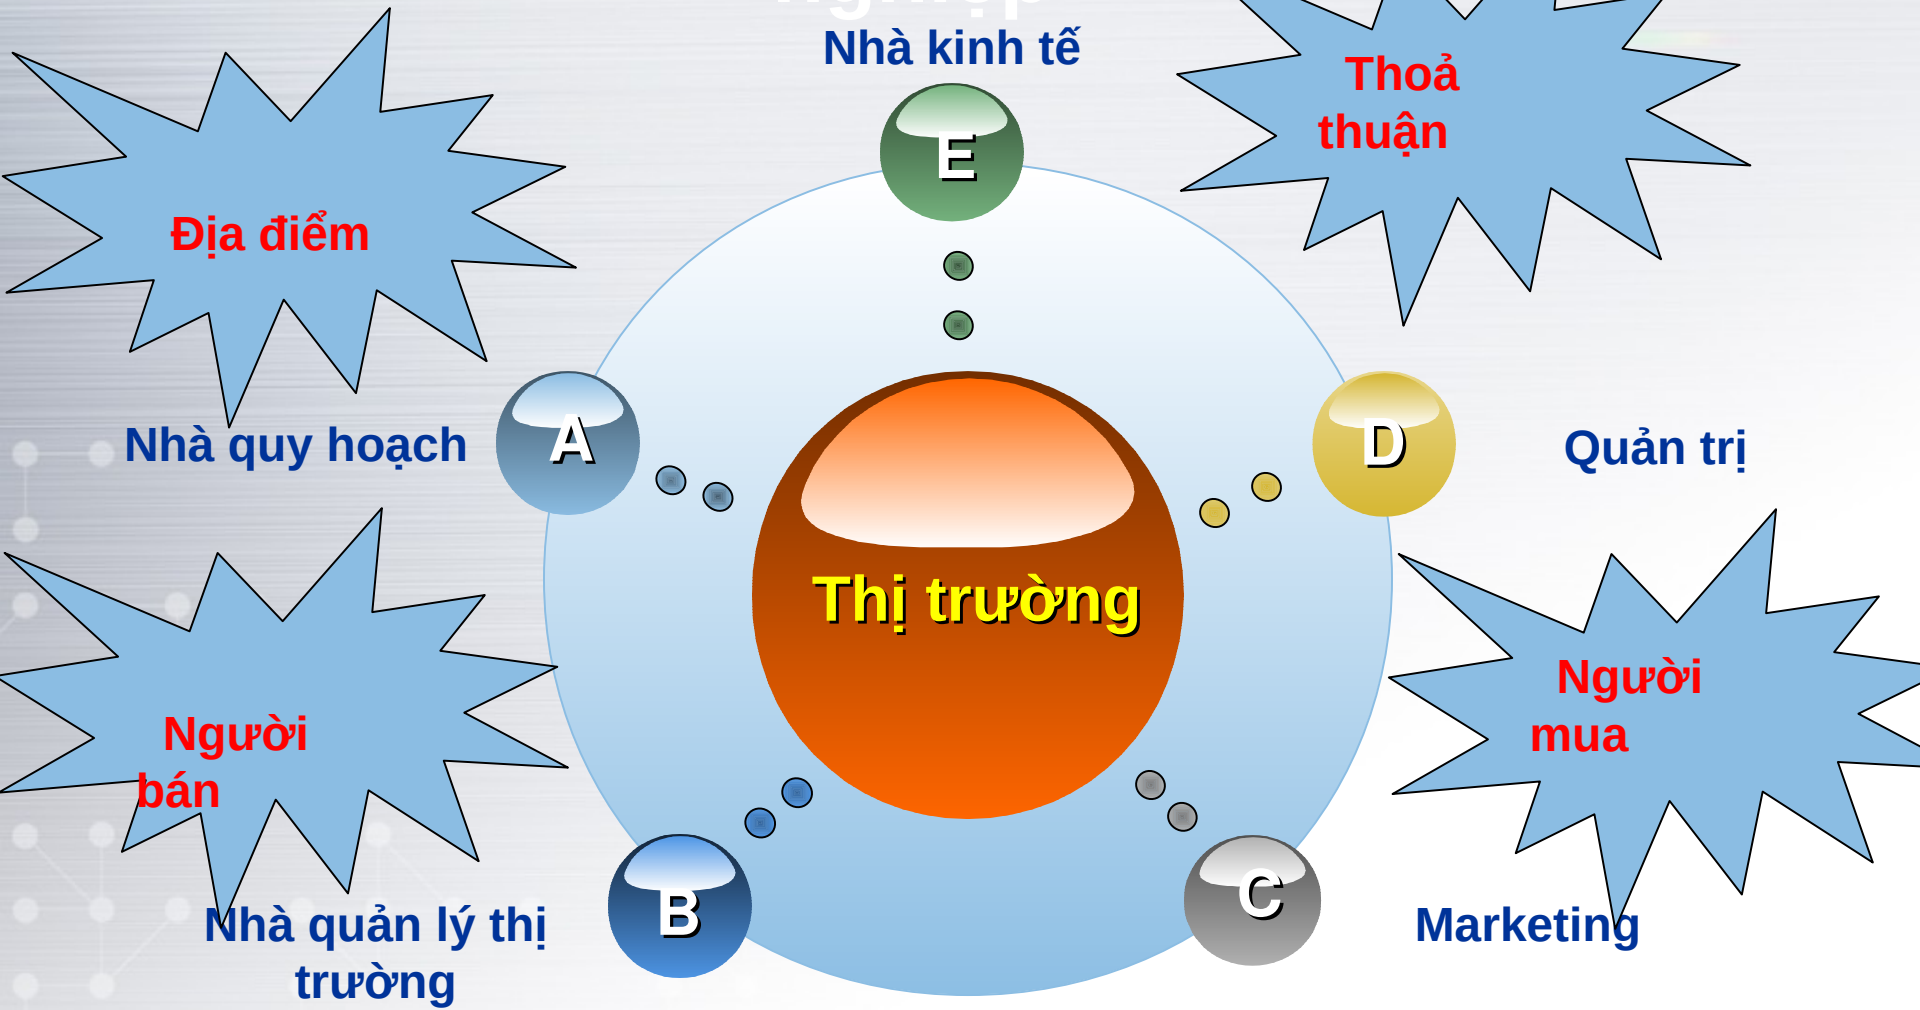 Nhà kinh tế
E
Thoả
thuận
Địa điểm
Nhà quy hoạch
A
D
Quản trị
Thị trường
Người
bán
Người
mua
B
C
Nhà quản lý thị
trường
Marketing